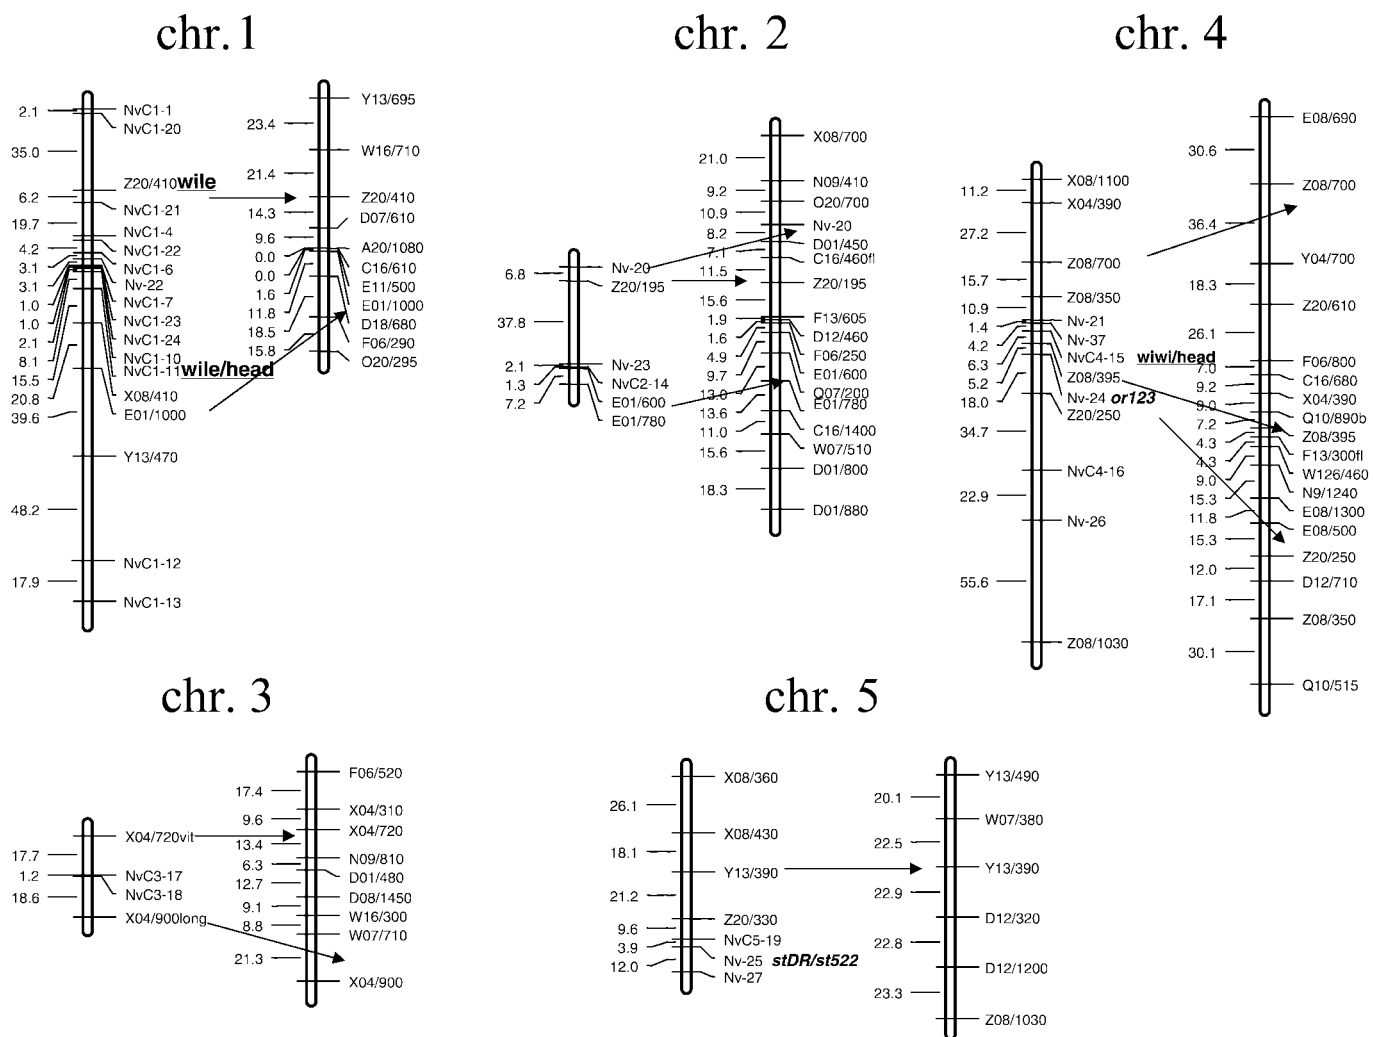 chr. 1
2.1
35.0
6.2
19.7
4.2
3.1
3.1
1.0
1.0
2.1
8.1
15.5
20.8
39.6
48.2
17.9
NvC1-1
NvC1-20
Z20/410 wile
NvC1-21
NvC1-4
NvC1-22
NvC1-6
Nv-22
NvC1-7
NvC1-23
NvC1-24
NvC1-10
NvC1-11 wile/head
X08/410
E01/1000
Y13/470
NvC1-12
NvC1-13
23.4
21.4
14.3
9.6
0.0
0.0
1.6
11.8
18.5
15.8
Y13/695
W16/710
Z20/410
D07/610
A20/1080
C16/610
E11/500
E01/1000
D18/680
F06/290
O20/295
chr. 2
6.8
37.8
2.1
1.3
7.2
Nv-20
Z20/195
Nv-23
NvC2-14
E01/600
E01/780
21.0
9.2
10.9
8.2
7.1
11.5
15.6
1.9
1.6
4.9
9.7
13.0
13.6
11.0
15.6
18.3
X08/700
N09/410
O20/700
Nv-20
D01/450
C16/460fl
Z20/195
F13/605
D12/460
F06/250
E01/600
Q07/200
E01/780
C16/1400
W07/510
D01/800
D01/880
chr. 4
11.2
27.2
15.7
10.9
1.4
4.2
6.3
5.2
18.0
34.7
22.9
55.6
X08/1100
X04/390
Z08/700
Z08/350
Nv-21
Nv-37
NvC4-15 wiwi/head
Z08/395
Nv-24 or123
Z20/250
NvC4-16
Nv-26
Z08/1030
30.6
36.4
18.3
26.1
7.0
9.2
9.0
7.2
4.3
4.3
9.0
15.3
11.8
15.3
12.0
17.1
30.1
E08/690
Z08/700
Y04/700
Z20/610
F06/800
C16/680
X04/390
Q10/890b
Z08/395
F13/300fl
W126/460
N9/1240
E08/1300
E08/500
Z20/250
D12/710
Z08/350
Q10/515
chr. 3
17.7
1.2
18.6
X04/720vit
NvC3-17
NvC3-18
X04/900long
17.4
9.6
13.4
6.3
12.7
9.1
8.8
21.3
F06/520
X04/310
X04/720
N09/810
D01/480
D08/1450
W16/300
W07/710
X04/900
chr. 5
26.1
18.1
21.2
9.6
3.9
12.0
X08/360
X08/430
Y13/390
Z20/330
NvC5-19
Nv-25 stDR/st522
Nv-27
20.1
22.5
22.9
22.8
23.3
Y13/490
W07/380
Y13/390
D12/320
D12/1200
Z08/1030